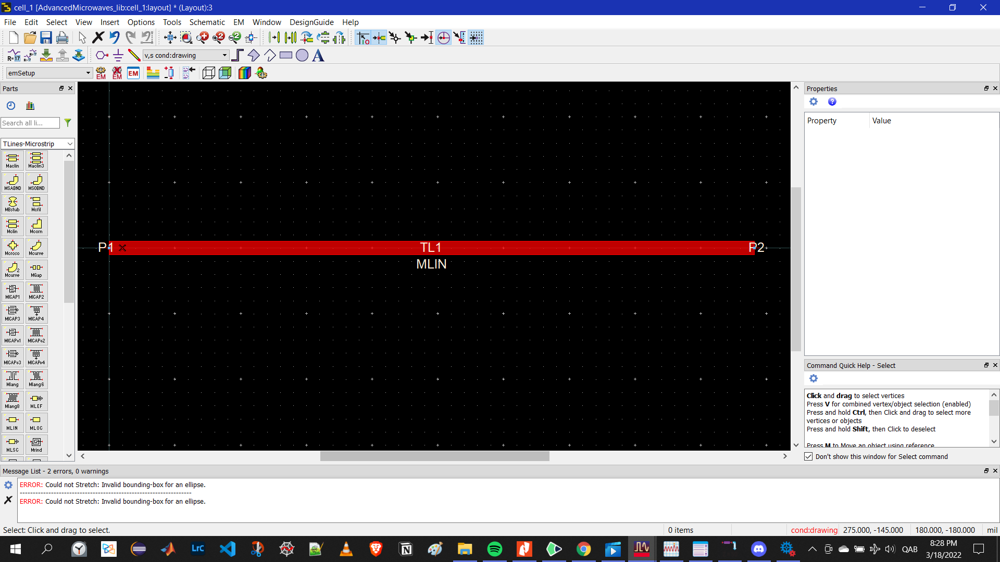 cell_1 [AdvancedMicrowaves_lib:cell_1:layout] * (Layout):3
File Edit Select View Insert Options Tools Schematic EM Window DesignGuide Help
v,s cond:drawing
emSetup
EM EM EM
Parts
Search all li...
TLines-Microstrip
Maclin Maclin3
MSABND MSOBND
MBstub Mcfil
Mclin Mcorn
Mcroso Mcurve
Mcurve MGap
MICAP1 MICAP2
MICAP3 MICAP4
MICAPo1 MICAPo2
MICAPo3 MICAPo4
Mlang Mlang6
Mlang8 MLEF
MLIN MLOC
MLSC Mrind
P1 TL1 P2
MLIN
Properties
Property Value
Command Quick Help - Select
Click and drag to select vertices
Press V for combined vertex/object selection (enabled)
Press and hold Ctrl, then Click and drag to select more
vertices or objects
Press and hold Shift, then Click to deselect
Press M to Move an object using reference
Don't show this window for Select command
Message List - 2 errors, 0 warnings
ERROR: Could not Stretch: Invalid bounding-box for an ellipse.
ERROR: Could not Stretch: Invalid bounding-box for an ellipse.
Select: Click and drag to select.
0 items
cond:drawing 275.000, -145.000 180.000, -180.000 mil
LrC
QAB
8:28 PM
3/18/2022